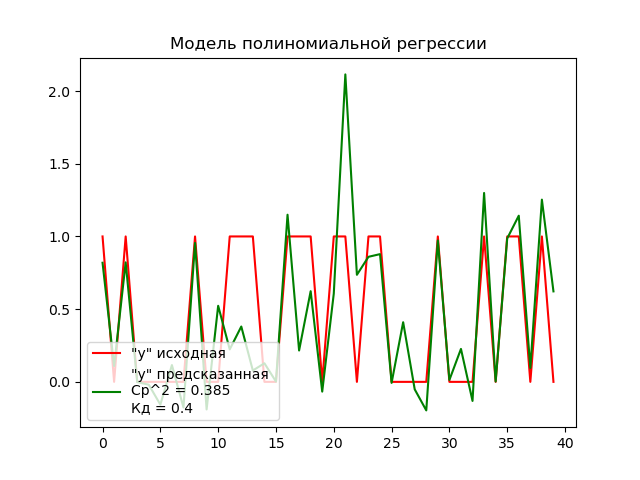 Модель полиномиальной регрессии
2.0
1.5
1.0
0.5
0.0
"y" исходная
"y" предсказанная
Ср^2 = 0.385
Кд = 0.4
0 5 10 15 20 25 30 35 40